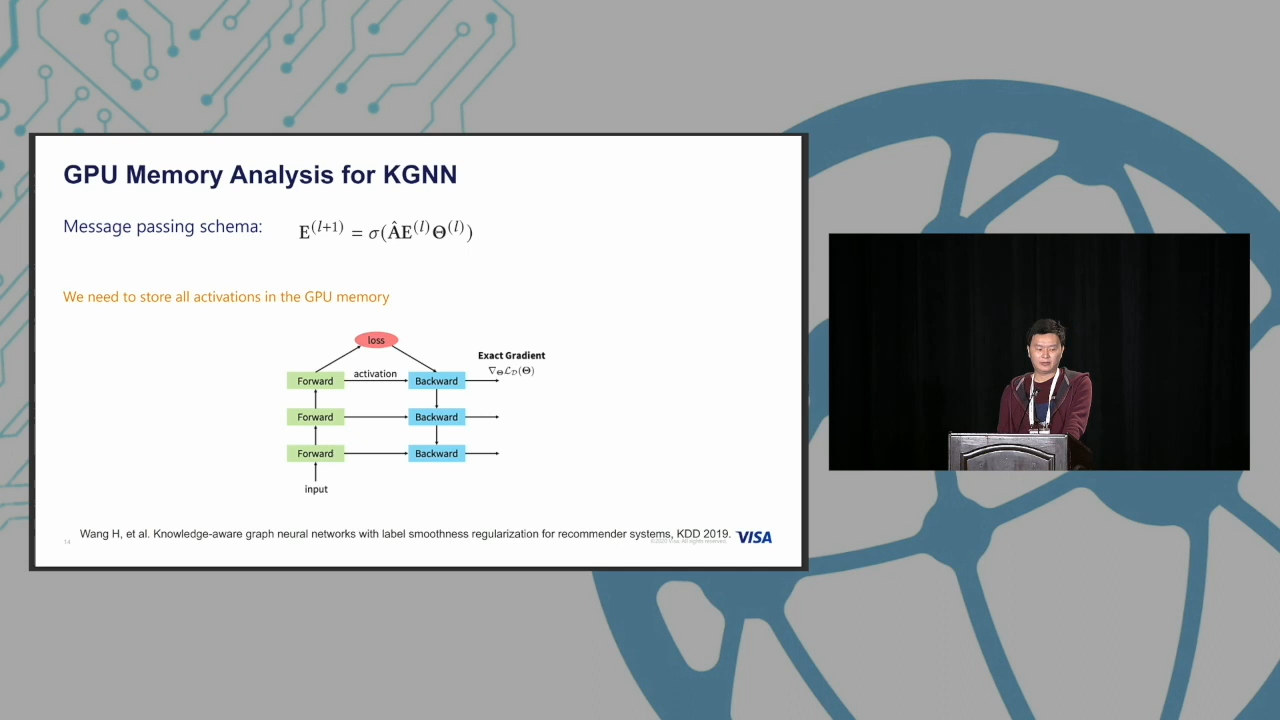 GPU Memory Analysis for KGNN
Message passing schema: E^(l+1) = σ(ÂE^(l)Θ^(l))
We need to store all activations in the GPU memory
loss
Exact Gradient
∇_Θ ℒ_𝒟(Θ)
activation
Forward Backward
Forward Backward
Forward Backward
input
Wang H, et al. Knowledge-aware graph neural networks with label smoothness regularization for recommender systems, KDD 2019.
VISA
14